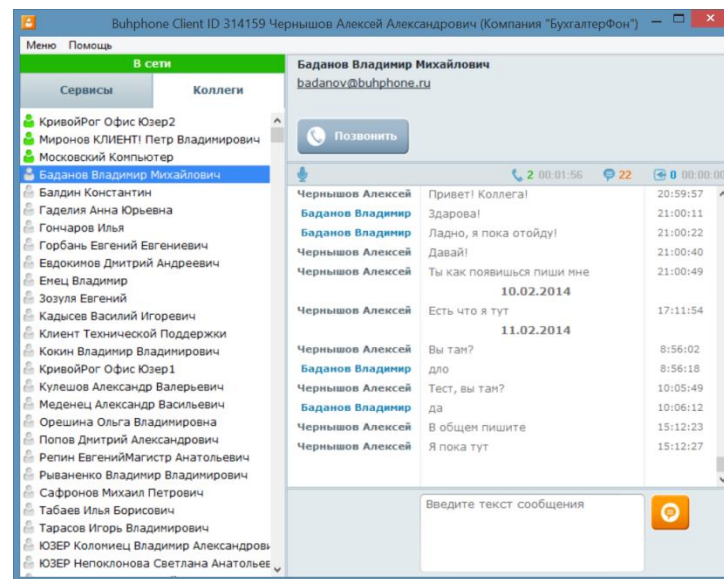 Buhphone Client ID 314159 Чернышов Алексей Александрович (Компания "БухгалтерФон")
Меню Помощь
В сети
Сервисы Коллеги
КривойРог Офис Юзер2
Миронов КЛИЕНТ! Петр Владимирович
Московский Компьютер
Баданов Владимир Михайлович
Балдин Константин
Гаделия Анна Юрьевна
Гончаров Илья
Горбань Евгений Евгениевич
Евдокимов Дмитрий Андреевич
Емец Владимир
Зозуля Евгений
Кадысев Василий Игоревич
Клиент Технической Поддержки
Кокин Владимир Владимирович
КривойРог Офис Юзер1
Кулешов Александр Валерьевич
Меденец Александр Васильевич
Орешина Ольга Владимировна
Попов Дмитрий Александрович
Репин ЕвгенийМагистр Анатольевич
Рываненко Владимир Владимирович
Сафронов Михаил Петрович
Табаев Илья Борисович
Тарасов Игорь Владимирович
ЮЗЕР Коломиец Владимир Александрови
ЮЗЕР Непоклонова Светлана Анатольев
Баданов Владимир Михайлович
badanov@buhphone.ru
Позвонить
2 00:01:56 22 0 00:00:00
Чернышов Алексей Привет! Коллега! 20:59:57
Баданов Владимир Здарова! 21:00:11
Баданов Владимир Ладно, я пока отойду! 21:00:22
Чернышов Алексей Давай! 21:00:40
Чернышов Алексей Ты как появишься пиши мне 21:00:49
10.02.2014
Чернышов Алексей Есть что я тут 17:11:54
11.02.2014
Чернышов Алексей Вы там? 8:56:02
Баданов Владимир дло 8:56:18
Чернышов Алексей Тест, вы там? 10:05:49
Баданов Владимир да 10:06:12
Чернышов Алексей В общем пишите 15:12:23
Чернышов Алексей Я пока тут 15:12:27
Введите текст сообщения